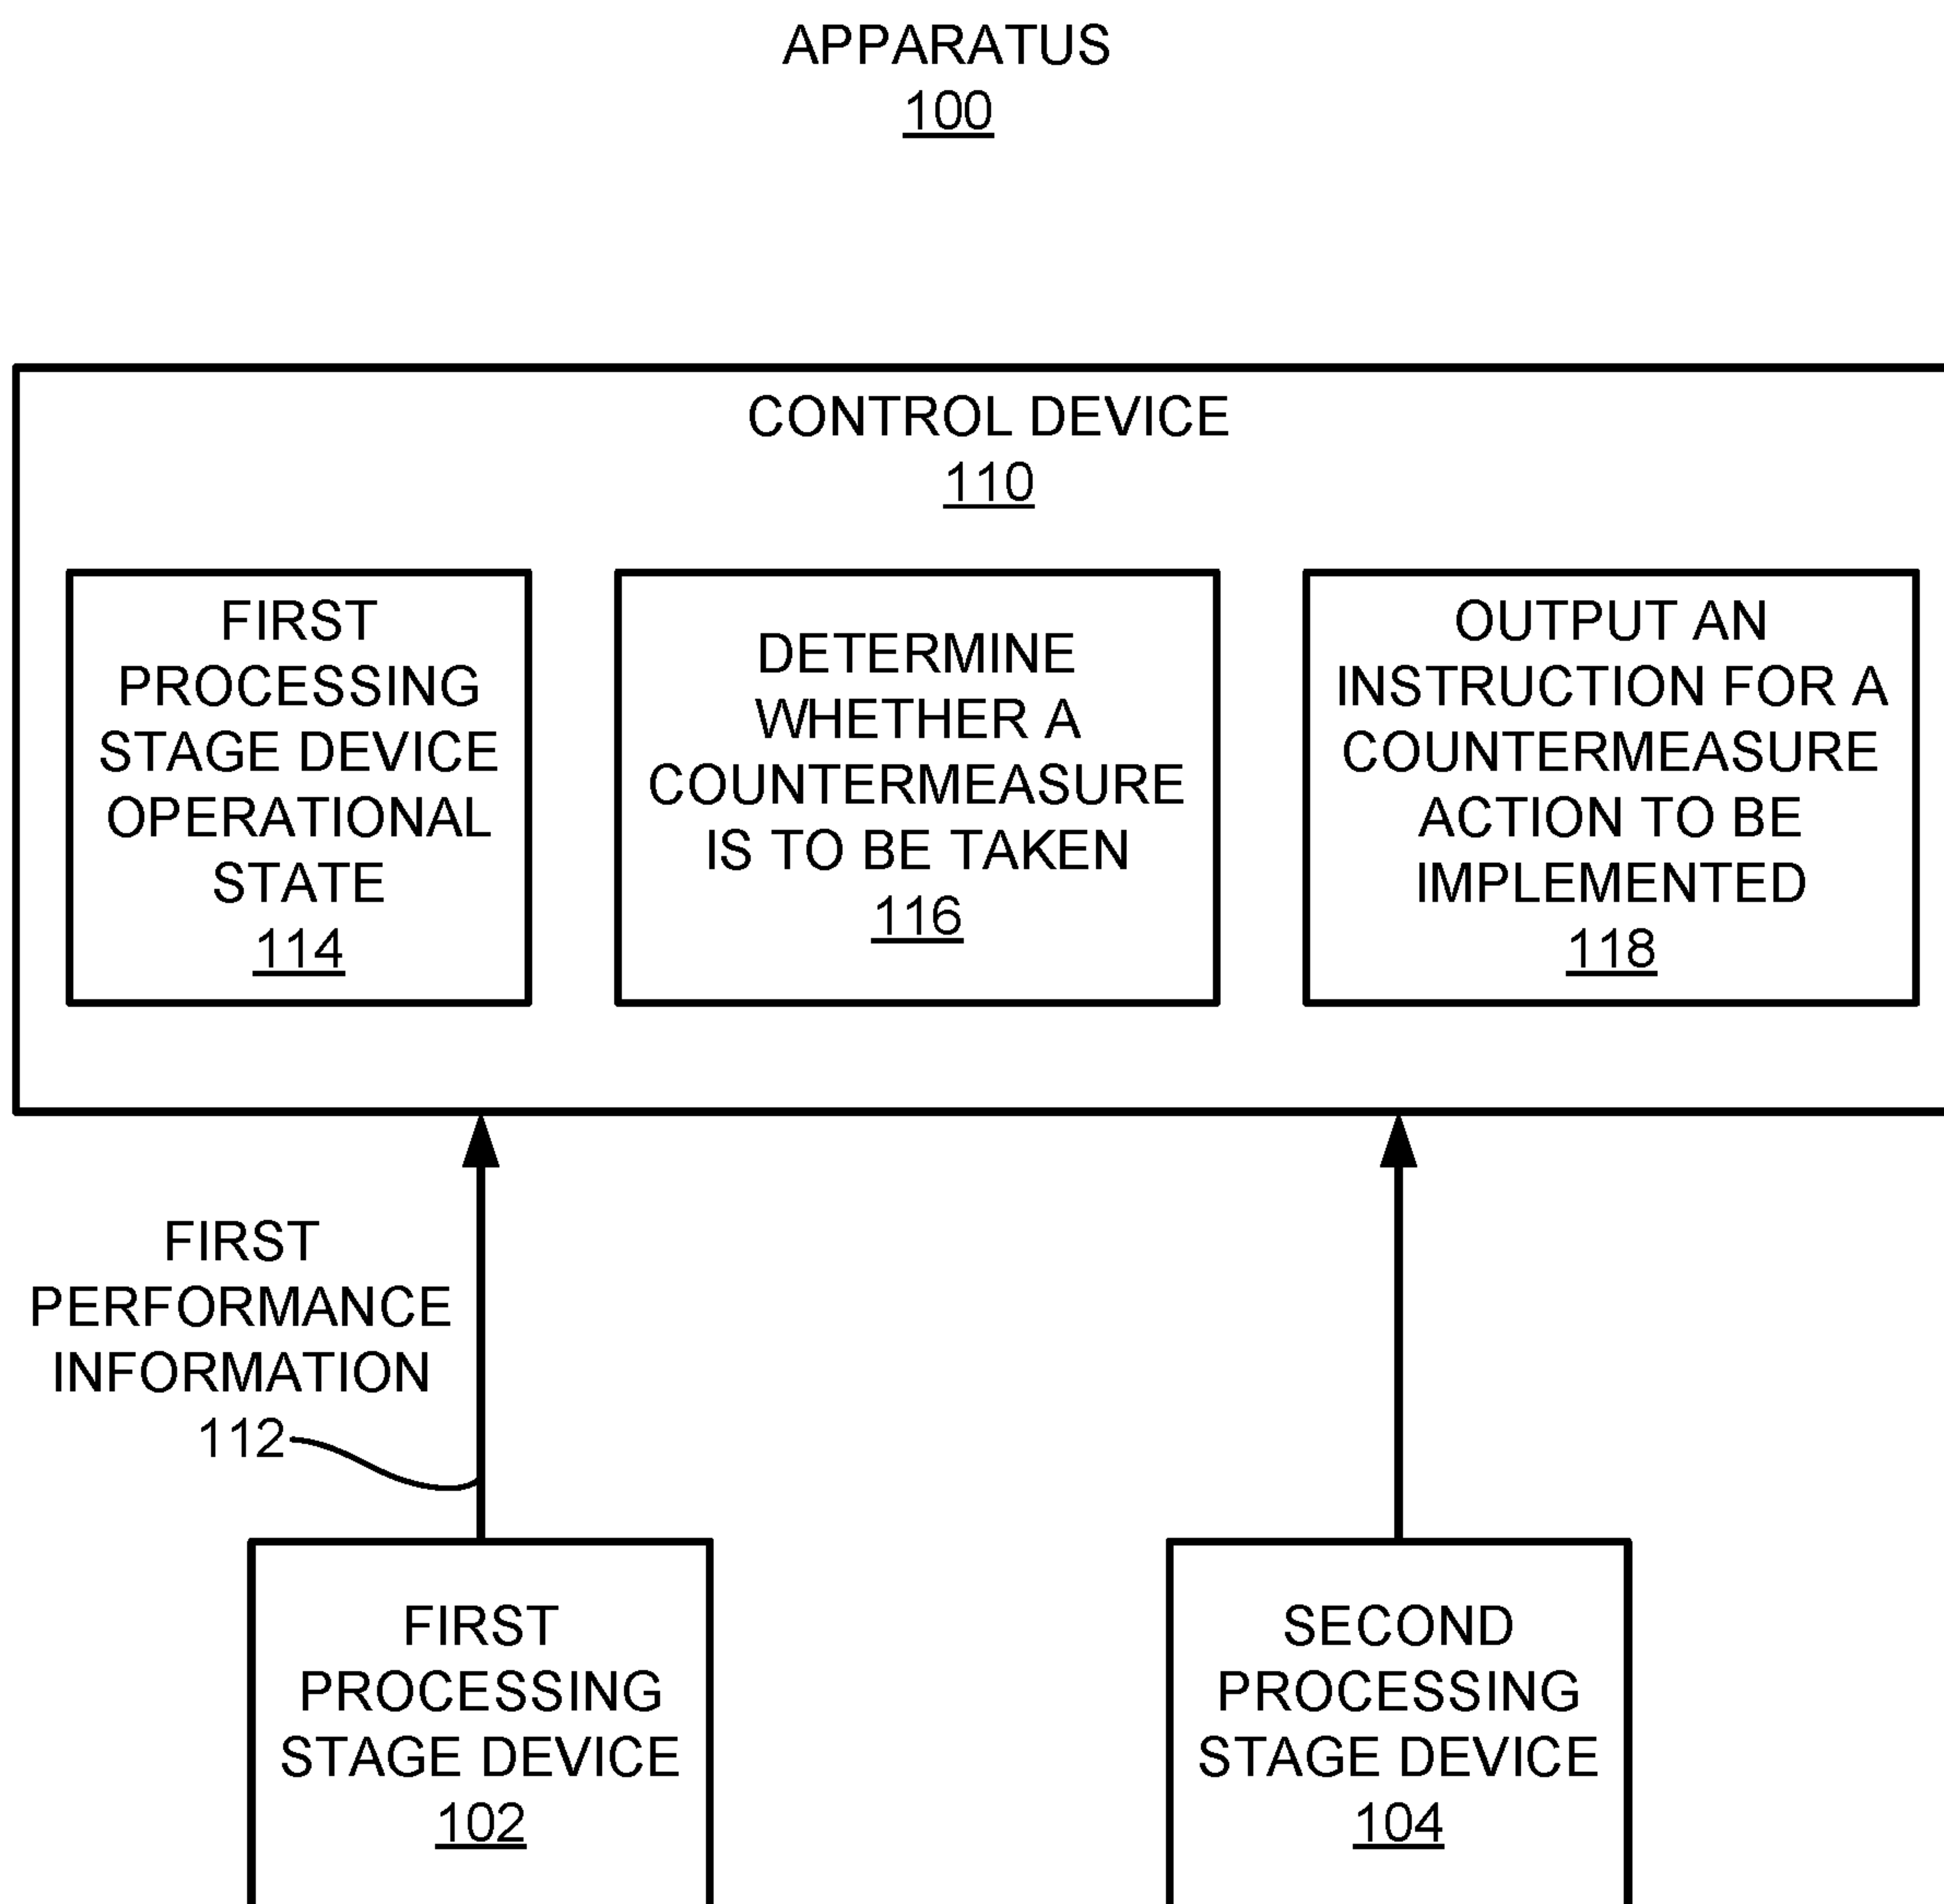 APPARATUS
100
CONTROL DEVICE
110
FIRST
PROCESSING
STAGE DEVICE
OPERATIONAL
STATE
114
DETERMINE
WHETHER A
COUNTERMEASURE
IS TO BE TAKEN
116
OUTPUT AN
INSTRUCTION FOR A
COUNTERMEASURE
ACTION TO BE
IMPLEMENTED
118
FIRST
PERFORMANCE
INFORMATION
112
FIRST
PROCESSING
STAGE DEVICE
102
SECOND
PROCESSING
STAGE DEVICE
104